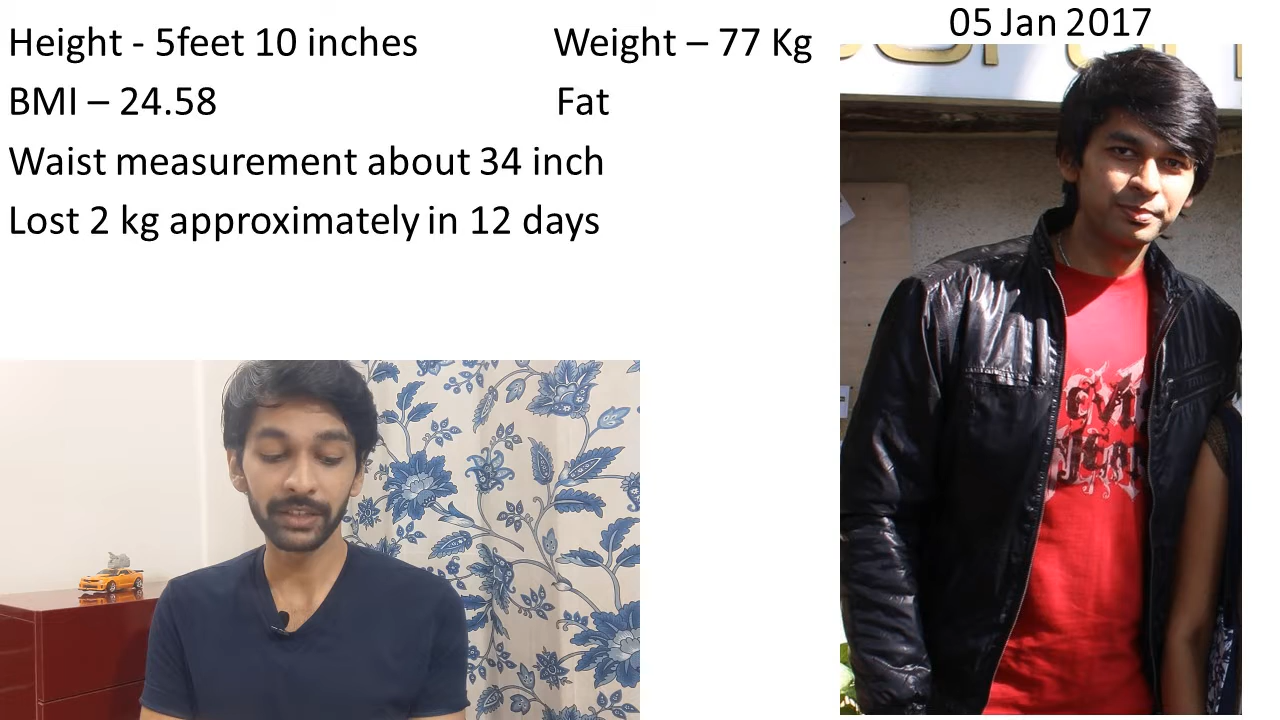 05 Jan 2017
Height - 5feet 10 inches Weight – 77 Kg
BMI – 24.58 Fat
Waist measurement about 34 inch
Lost 2 kg approximately in 12 days